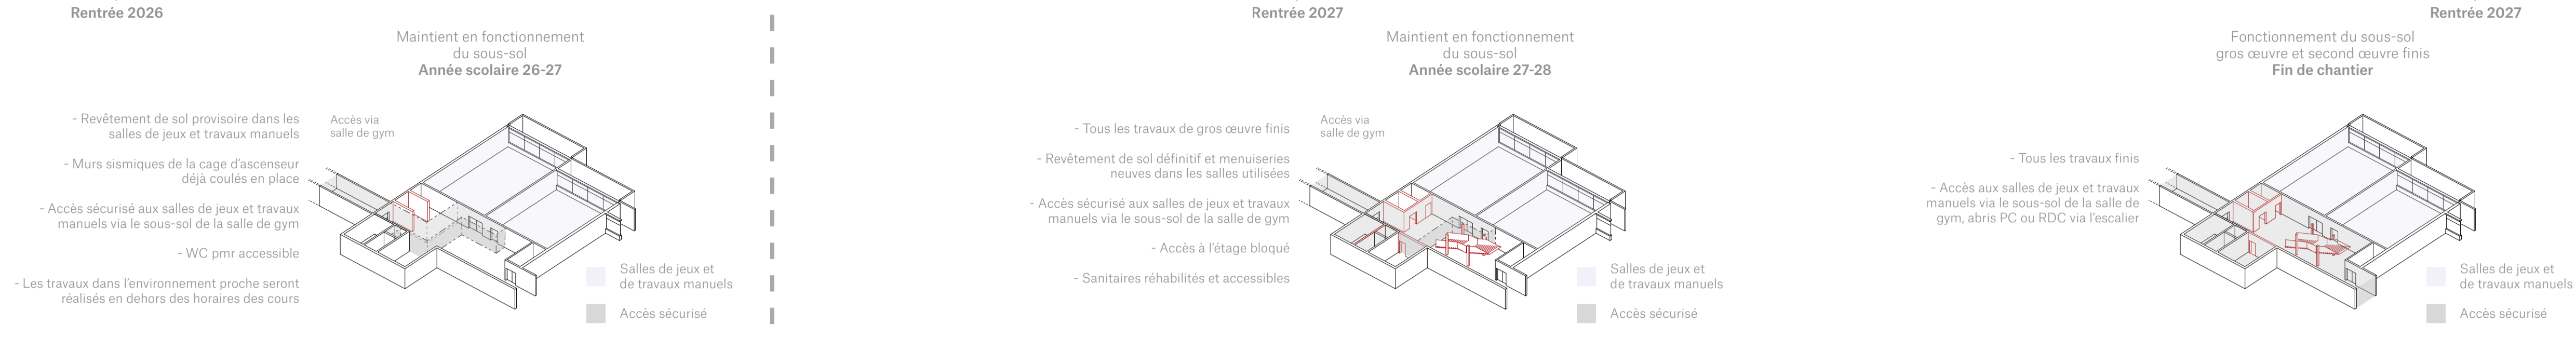 Rentrée 2026
Maintient en fonctionnement
du sous-sol
Année scolaire 26-27
- Revêtement de sol provisoire dans les
salles de jeux et travaux manuels
- Murs sismiques de la cage d'ascenseur
déjà coulés en place
- Accès sécurisé aux salles de jeux et travaux
manuels via le sous-sol de la salle de gym
- WC pmr accessible
- Les travaux dans l'environnement proche seront
réalisés en dehors des horaires des cours
Accès via
salle de gym
Salles de jeux et
de travaux manuels
Accès sécurisé
Rentrée 2027
Maintient en fonctionnement
du sous-sol
Année scolaire 27-28
- Tous les travaux de gros œuvre finis
- Revêtement de sol définitif et menuiseries
neuves dans les salles utilisées
- Accès sécurisé aux salles de jeux et travaux
manuels via le sous-sol de la salle de gym
- Accès à l'étage bloqué
- Sanitaires réhabilités et accessibles
Accès via
salle de gym
Salles de jeux et
de travaux manuels
Accès sécurisé
Rentrée 2027
Fonctionnement du sous-sol
gros œuvre et second œuvre finis
Fin de chantier
- Tous les travaux finis
- Accès aux salles de jeux et travaux
manuels via le sous-sol de la salle de
gym, abris PC ou RDC via l'escalier
Salles de jeux et
de travaux manuels
Accès sécurisé